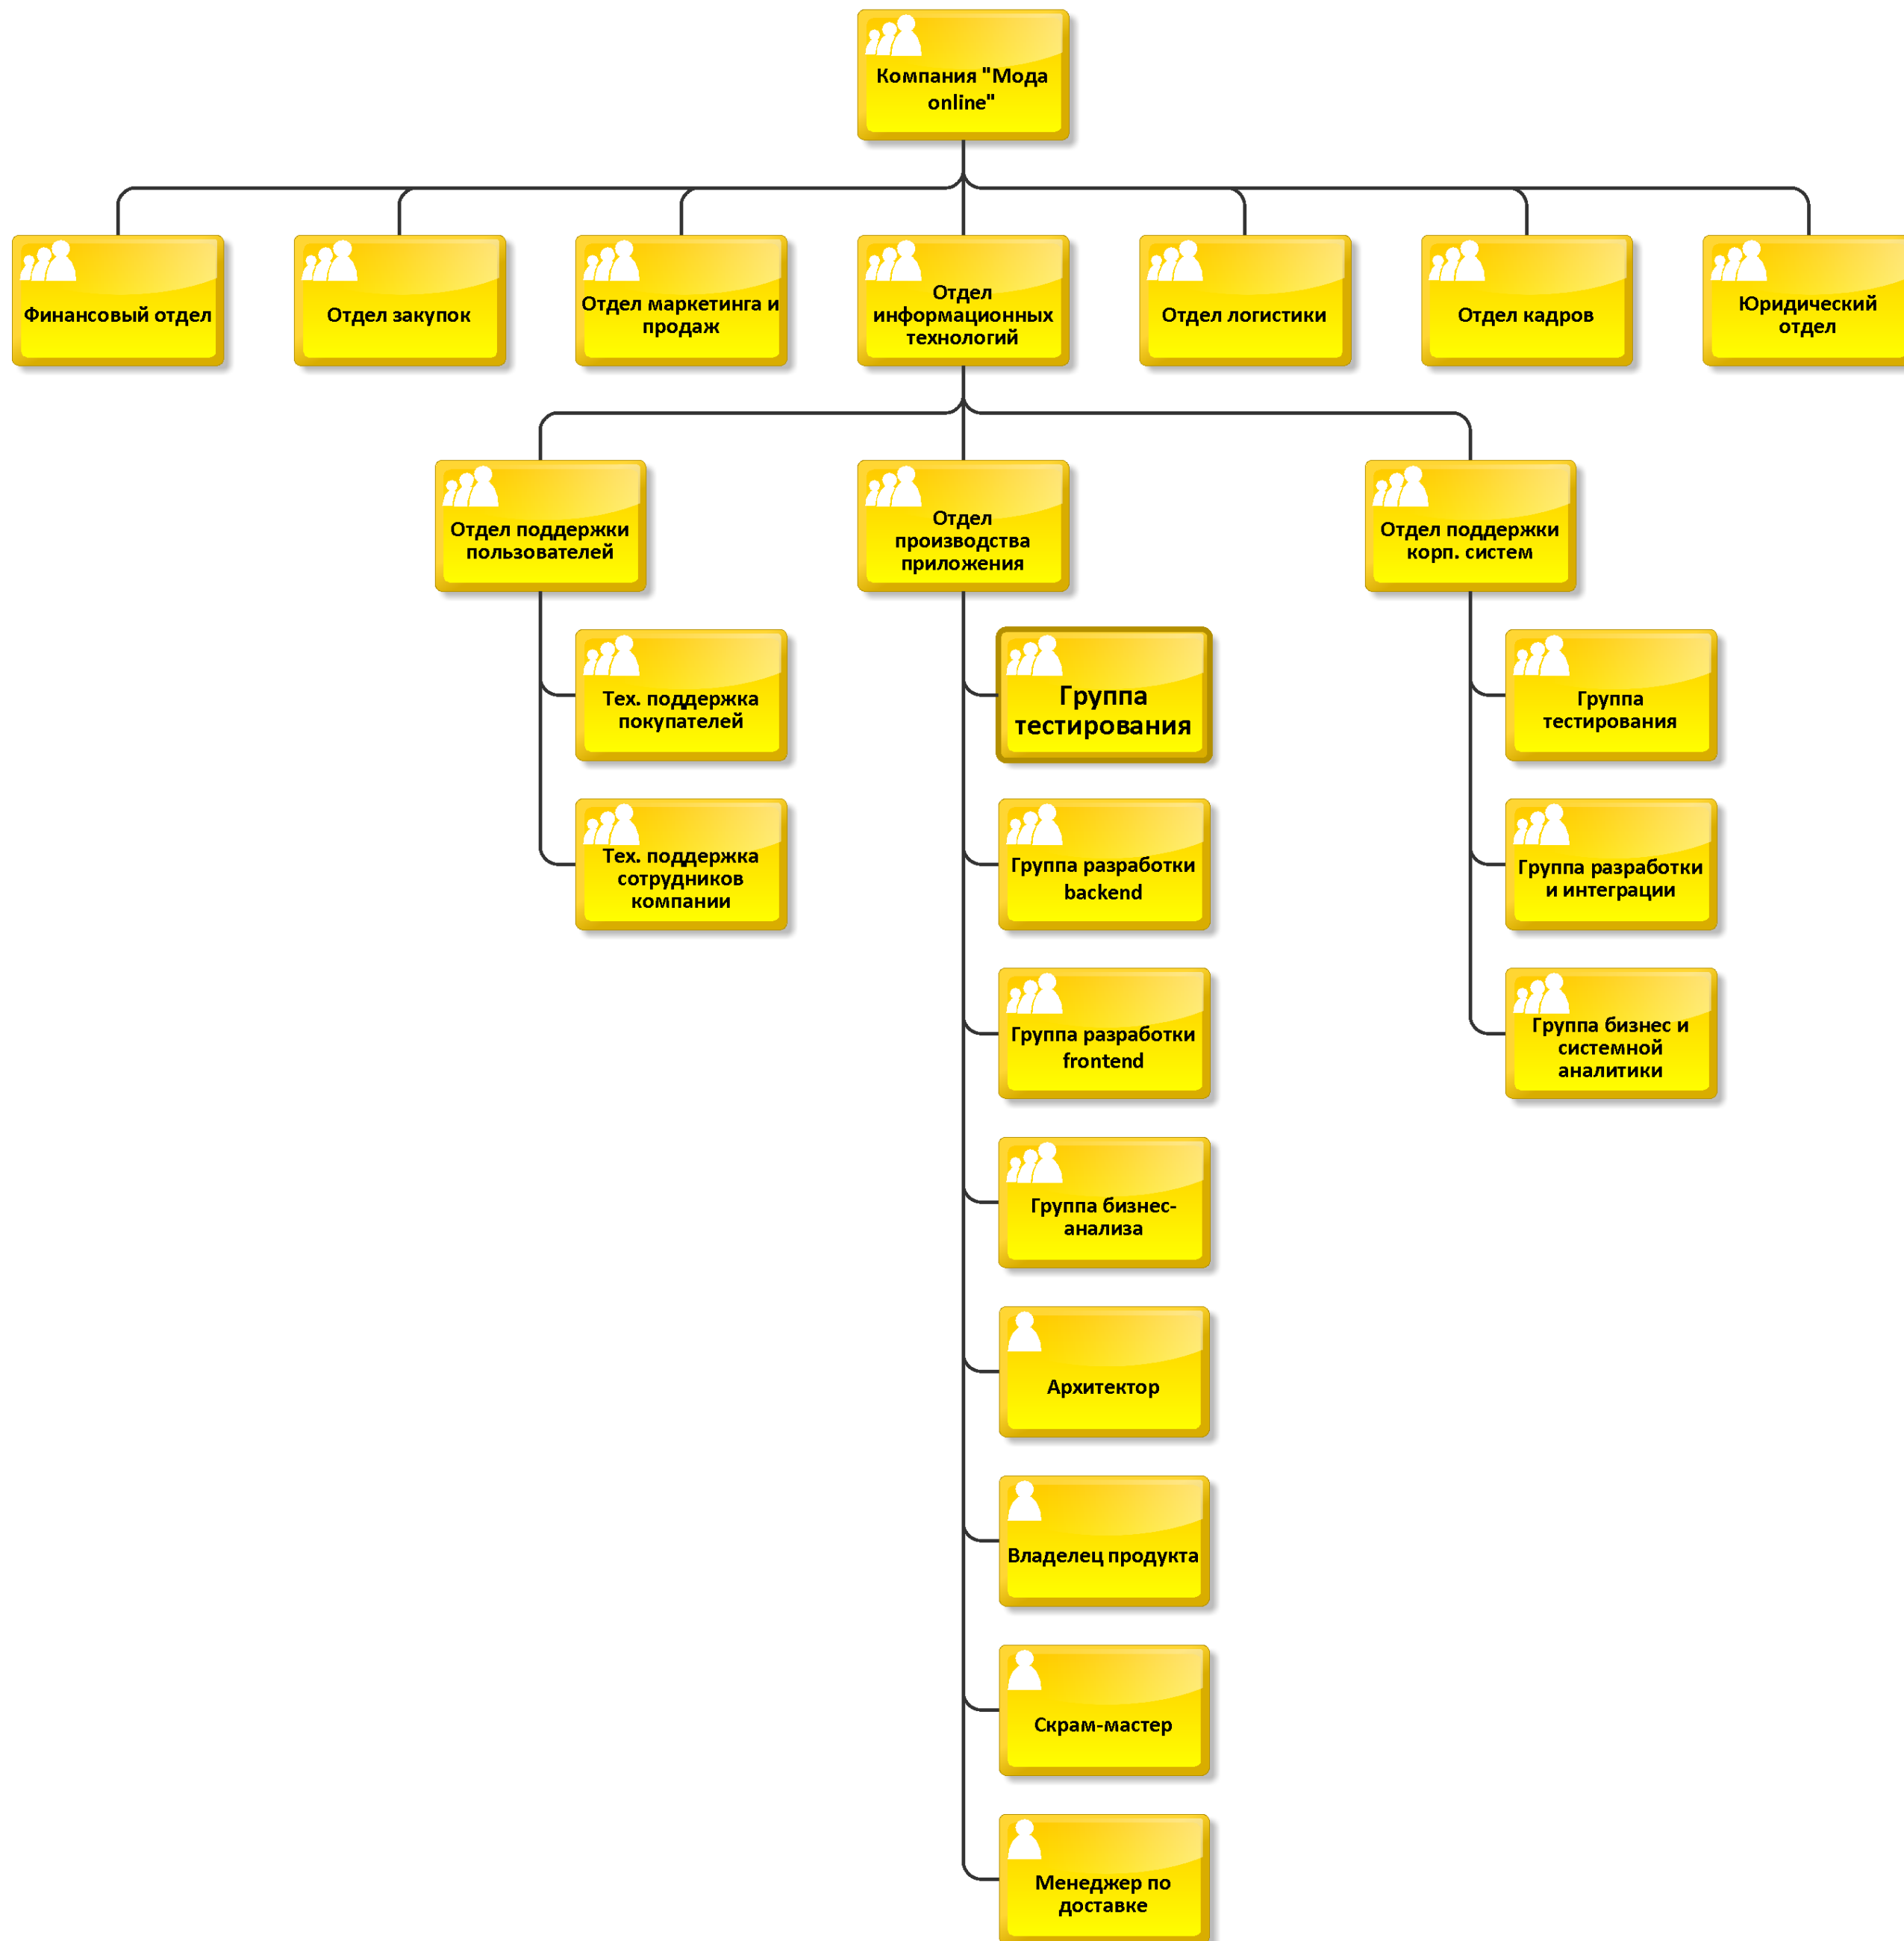 Компания "Мода
online"
Финансовый отдел
Отдел закупок
Отдел маркетинга и
продаж
Отдел
информационных
технологий
Отдел логистики
Отдел кадров
Юридический
отдел
Отдел поддержки
пользователей
Отдел
производства
приложения
Отдел поддержки
корп. систем
Тех. поддержка
покупателей
Тех. поддержка
сотрудников
компании
Группа
тестирования
Группа разработки
backend
Группа разработки
frontend
Группа бизнес-
анализа
Архитектор
Владелец продукта
Скрам-мастер
Менеджер по
доставке
Группа
тестирования
Группа разработки
и интеграции
Группа бизнес и
системной
аналитики